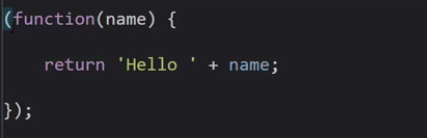 (function(name) {
return 'Hello ' + name;
});